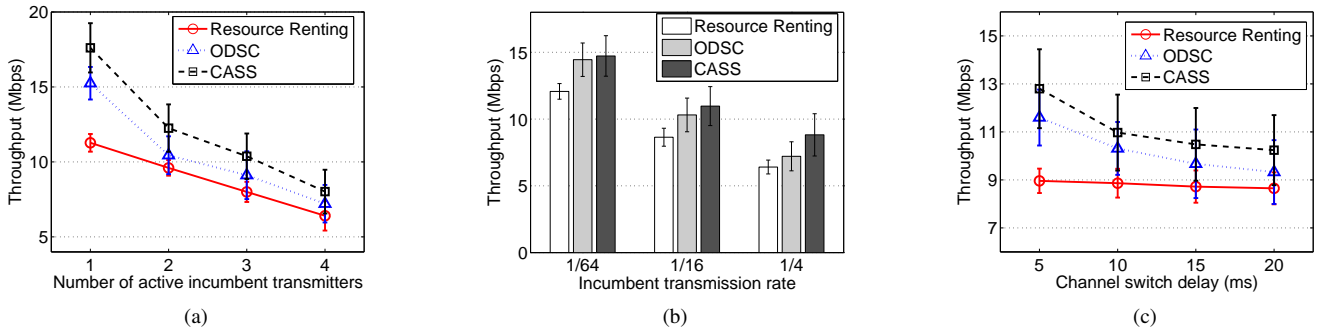 20
15
10
5
Throughput (Mbps)
1 2 3 4
Number of active incumbent transmitters
Resource Renting
ODSC
CASS
(a)
15
10
5
0
Throughput (Mbps)
1/64 1/16 1/4
Incumbent transmission rate
Resource Renting
ODSC
CASS
(b)
15
13
11
9
7
Throughput (Mbps)
5 10 15 20
Channel switch delay (ms)
Resource Renting
ODSC
CASS
(c)